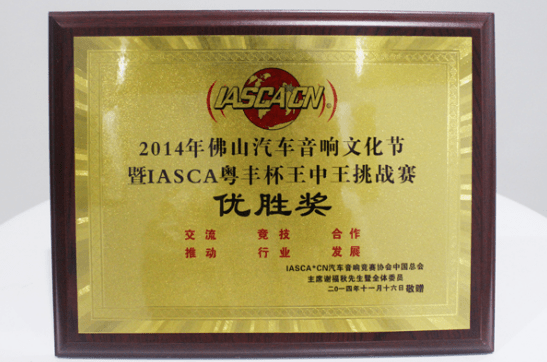 IASCA CN®
2014年佛山汽车音响文化节
暨IASCA粤丰杯王中王挑战赛
优胜奖
交流 竞技 合作
推动 行业 发展
IASCA*CN汽车音响竞赛协会中国总会
主席谢福秋先生暨全体委员
二〇一四年十一月十六日敬赠